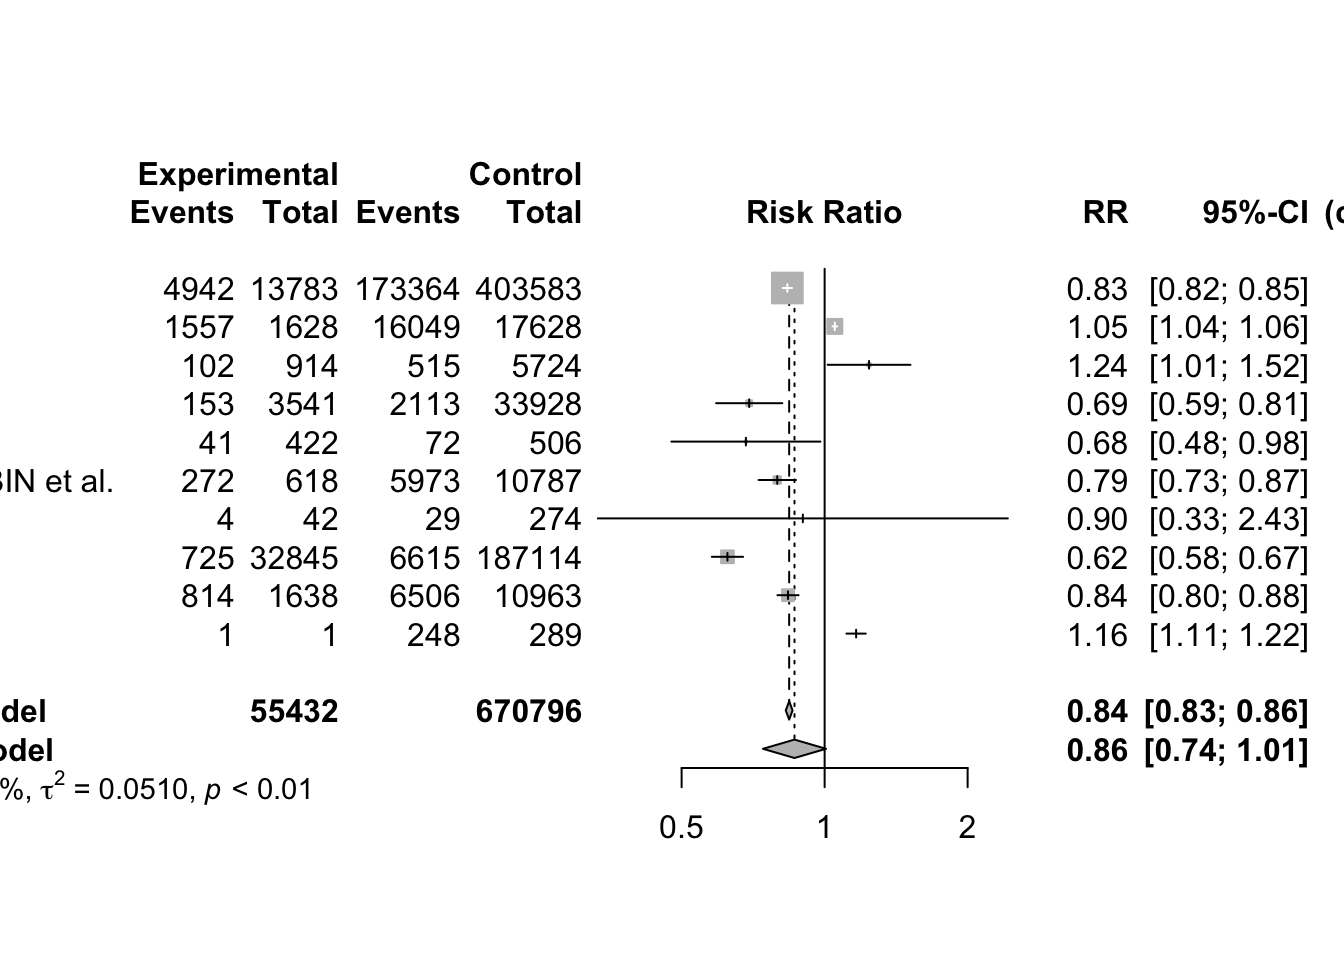 Experimental Control
Events Total Events Total Risk Ratio RR 95%-CI
4942 13783 173364 403583 0.83 [0.82; 0.85]
1557 1628 16049 17628 1.05 [1.04; 1.06]
102 914 515 5724 1.24 [1.01; 1.52]
153 3541 2113 33928 0.69 [0.59; 0.81]
41 422 72 506 0.68 [0.48; 0.98]
et al. 272 618 5973 10787 0.79 [0.73; 0.87]
4 42 29 274 0.90 [0.33; 2.43]
725 32845 6615 187114 0.62 [0.58; 0.67]
814 1638 6506 10963 0.84 [0.80; 0.88]
1 1 248 289 1.16 [1.11; 1.22]
55432 670796 0.84 [0.83; 0.86]
0.86 [0.74; 1.01]
%, τ² = 0.0510, p < 0.01
0.5 1 2